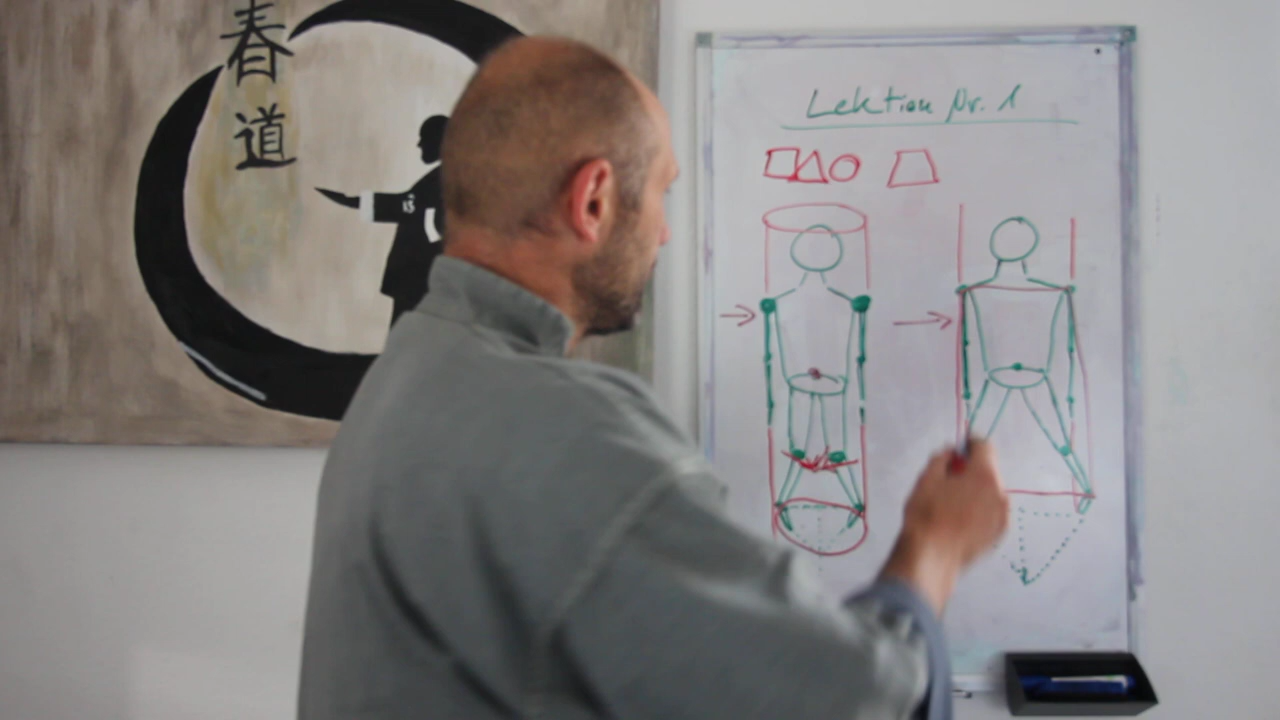 春
道
Lektion Nr. 1